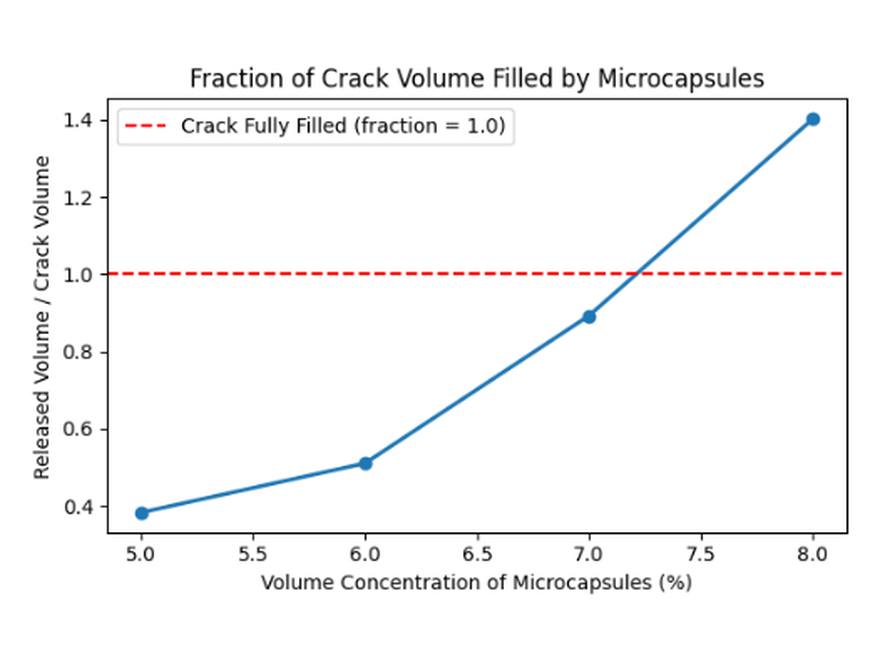 Fraction of Crack Volume Filled by Microcapsules
Crack Fully Filled (fraction = 1.0)
Released Volume / Crack Volume
1.4
1.2
1.0
0.8
0.6
0.4
5.0 5.5 6.0 6.5 7.0 7.5 8.0
Volume Concentration of Microcapsules (%)